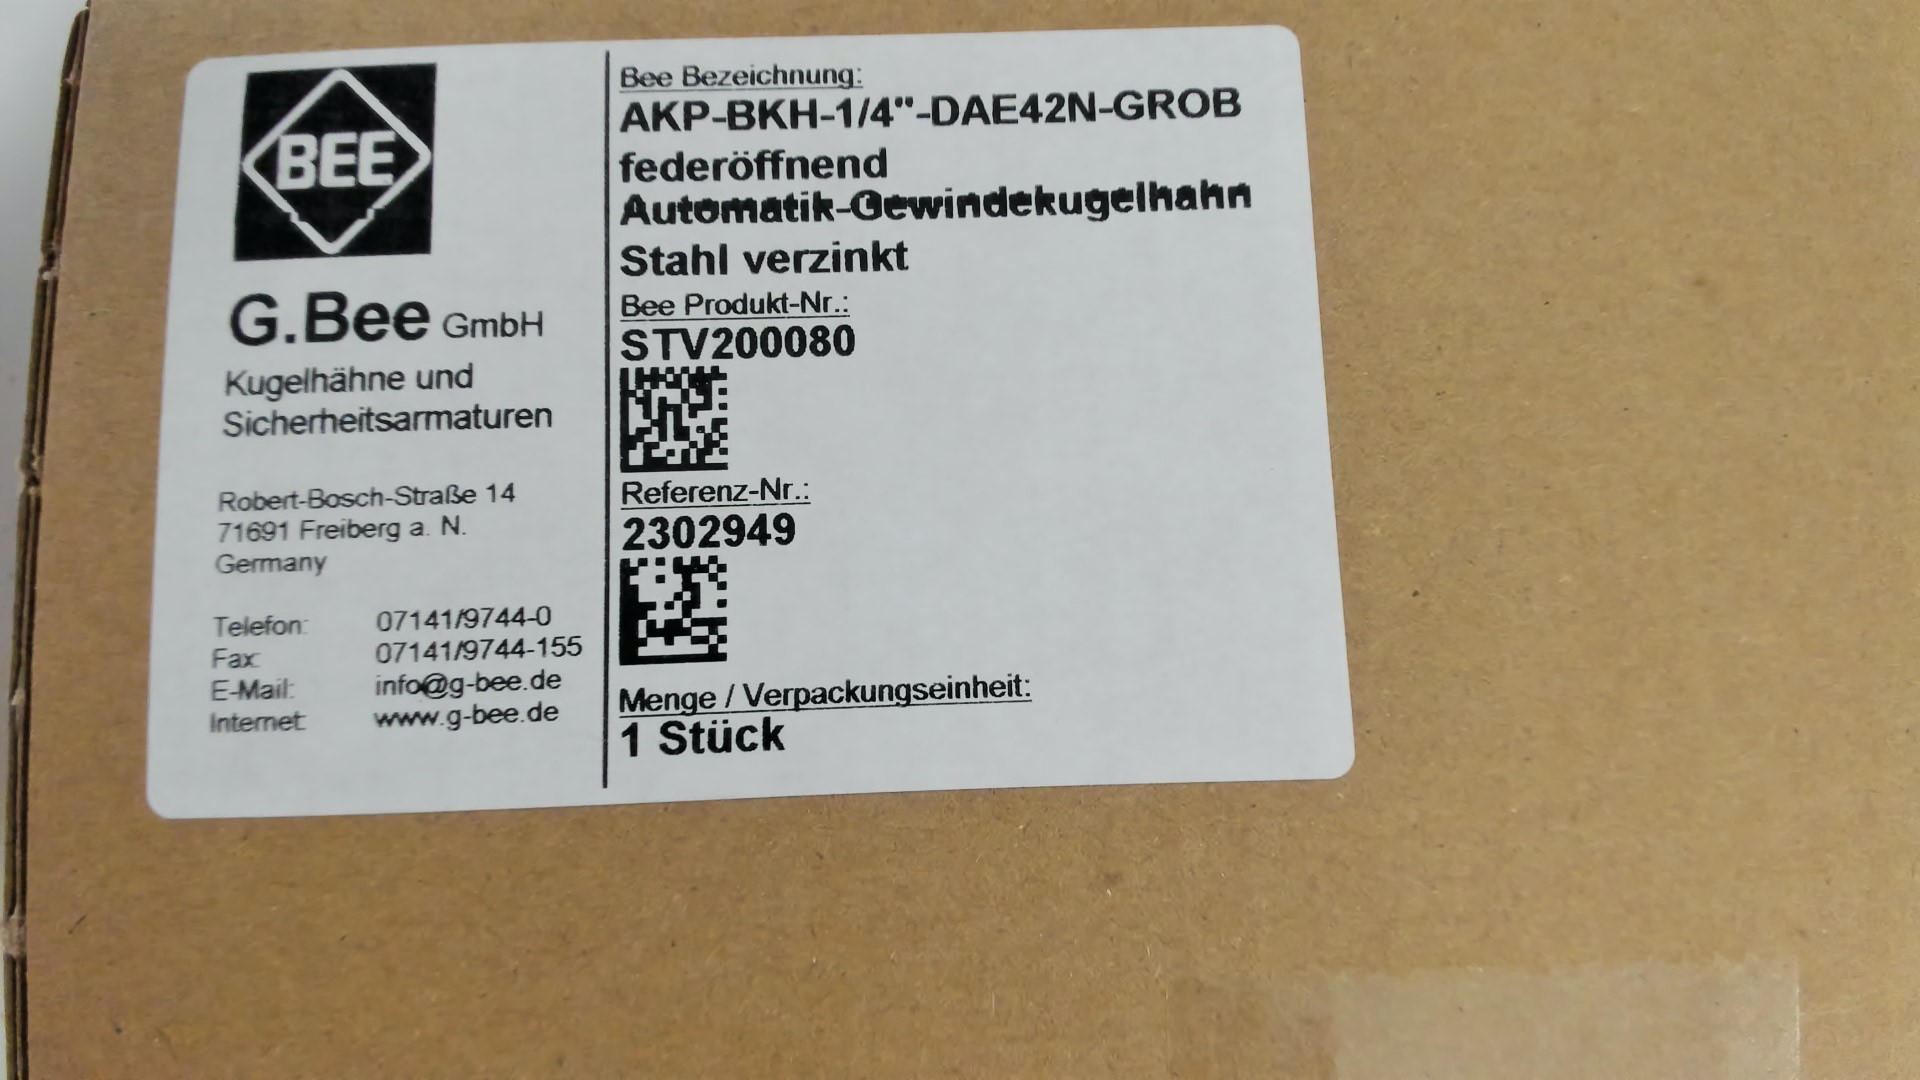 BEE
G.Bee GmbH
Kugelhähne und
Sicherheitsarmaturen
Robert-Bosch-Straße 14
71691 Freiberg a. N.
Germany
Telefon: 07141/9744-0
Fax: 07141/9744-155
E-Mail: info@g-bee.de
Internet: www.g-bee.de
Bee Bezeichnung:
AKP-BKH-1/4"-DAE42N-GROB
federöffnend
Automatik-Gewindekugelhahn
Stahl verzinkt
Bee Produkt-Nr.:
STV200080
Referenz-Nr.:
2302949
Menge / Verpackungseinheit:
1 Stück